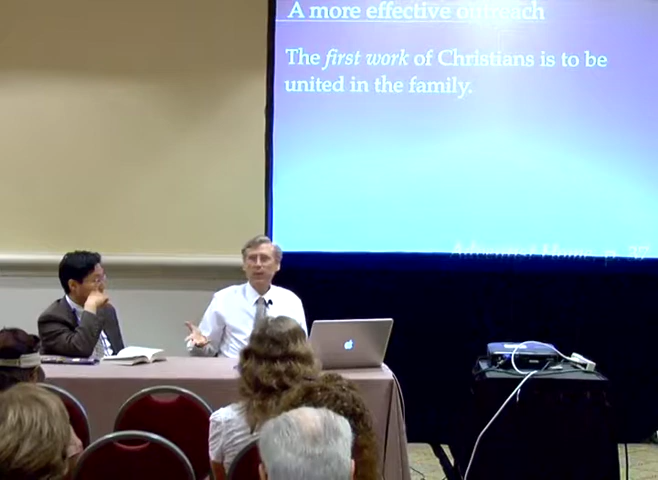 A more effective outreach
The first work of Christians is to be
united in the family.